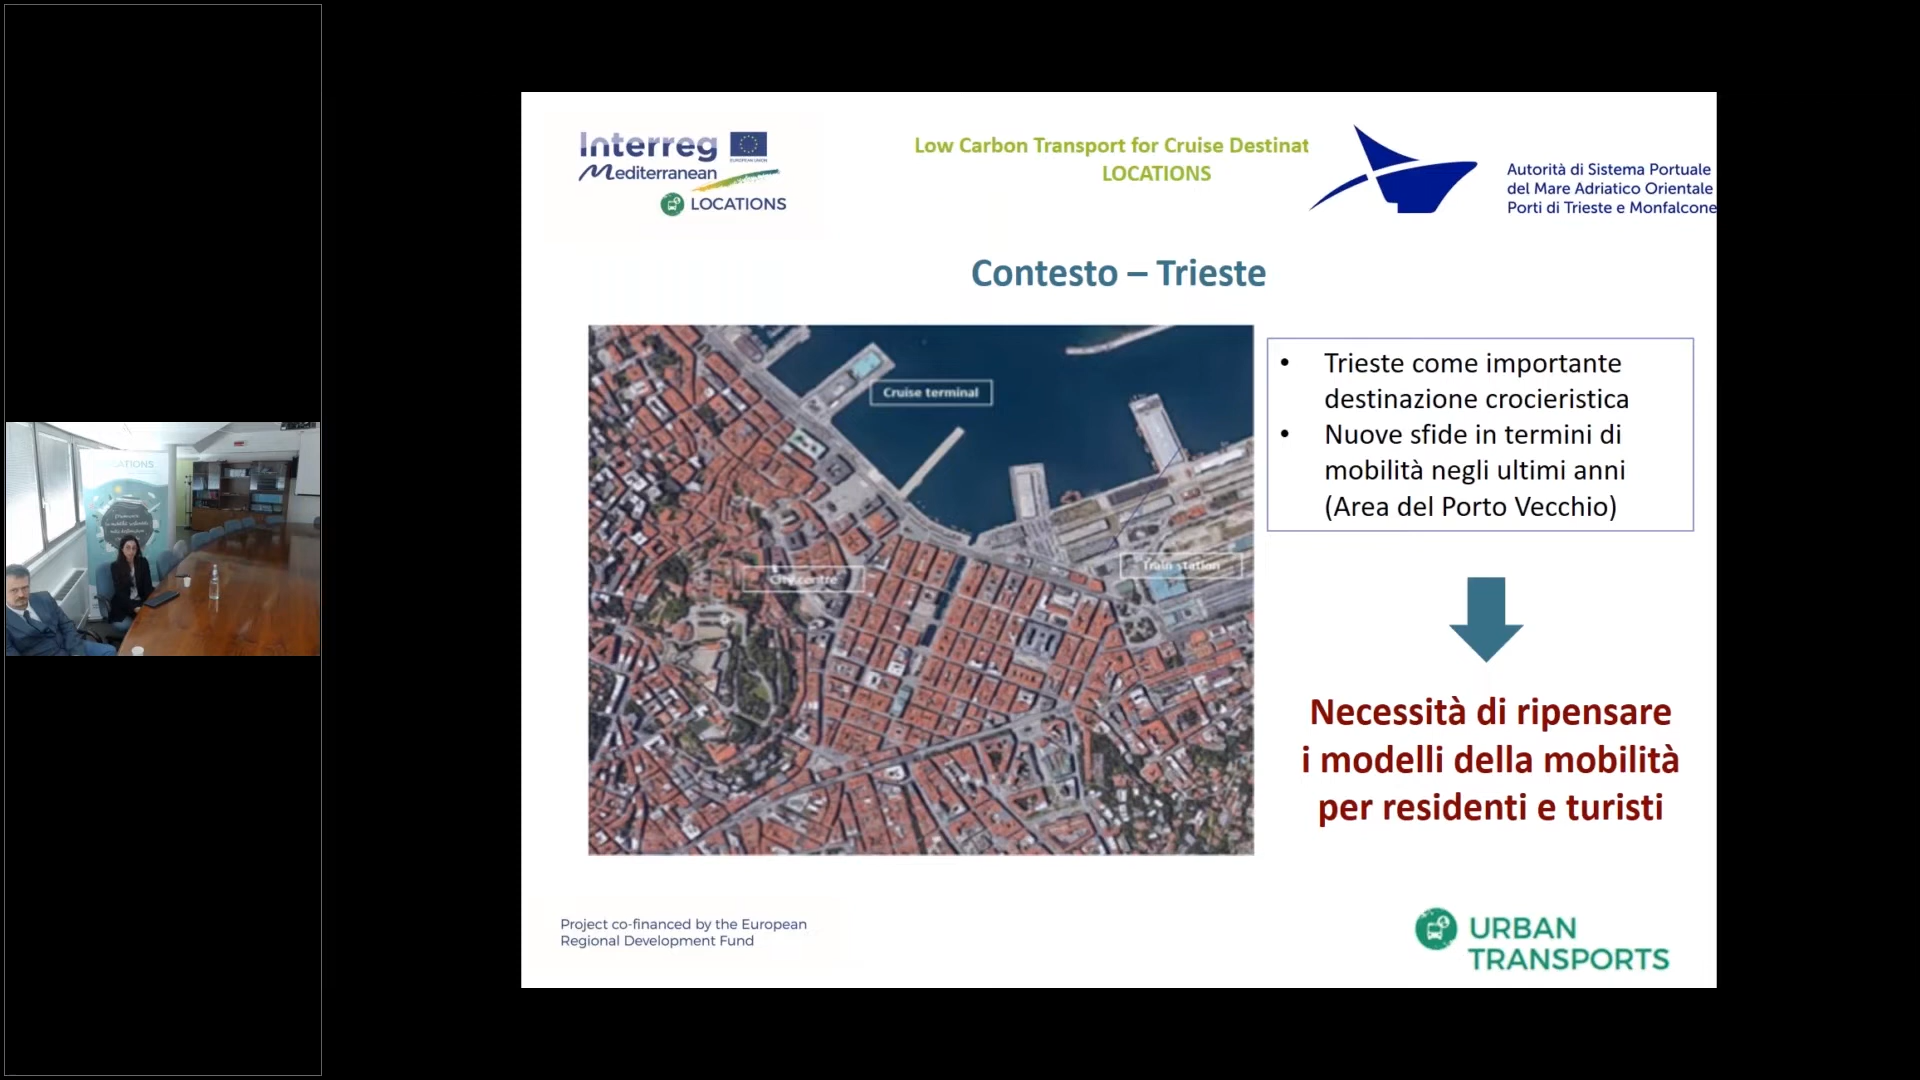 CATIONS
Interreg
EUROPEAN UNION
Mediterranean
LOCATIONS
Low Carbon Transport for Cruise Destinat
LOCATIONS
Autorità di Sistema Portuale
del Mare Adriatico Orientale
Porti di Trieste e Monfalcone
Contesto – Trieste
Cruise terminal
City centre
Train station
• Trieste come importante
destinazione crocieristica
• Nuove sfide in termini di
mobilità negli ultimi anni
(Area del Porto Vecchio)
Necessità di ripensare
i modelli della mobilità
per residenti e turisti
Project co-financed by the European
Regional Development Fund
URBAN
TRANSPORTS